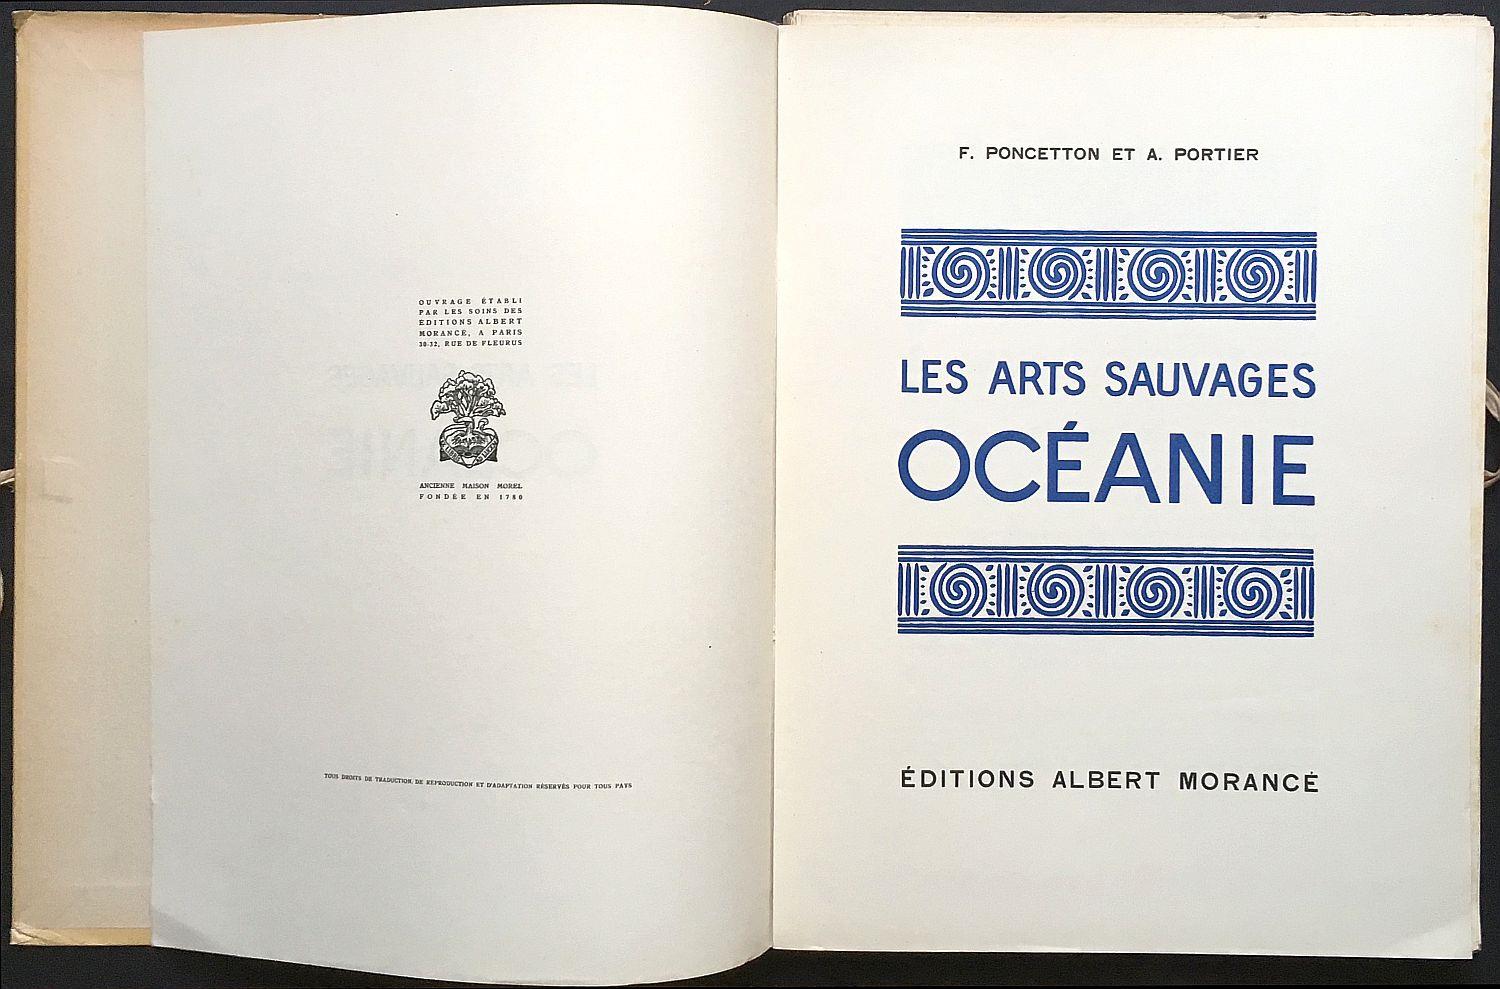 OUVRAGE ÉTABLI
PAR LES SOINS DES
EDITIONS ALBERT
MORANCÉ, A PARIS
30-32, RUE DE FLEURUS
ANCIENNE MAISON MOREL
FONDÉE EN 1780
TOUS DROITS DE TRADUCTION, DE REPRODUCTION ET D'ADAPTATION RÉSERVÉS POUR TOUS PAYS
F. PONCETTON ET A. PORTIER
LES ARTS SAUVAGES
OCÉANIE
ÉDITIONS ALBERT MORANCÉ